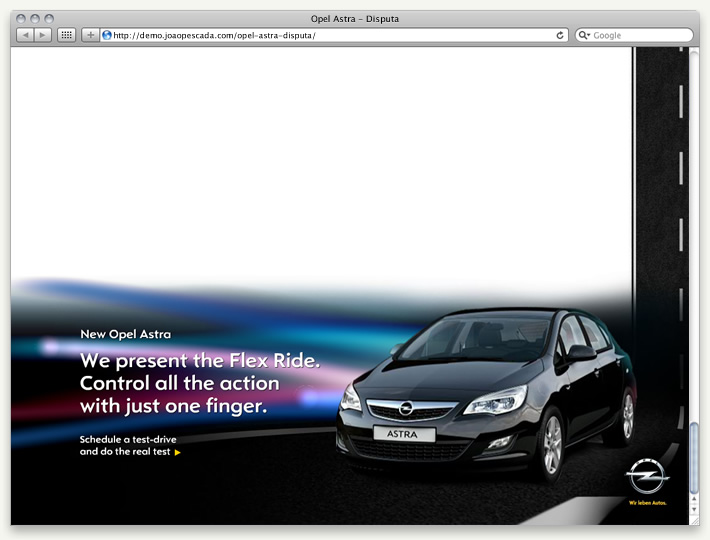 Opel Astra – Disputa
http://demo.joaopescada.com/opel-astra-disputa/
Google
New Opel Astra
We present the Flex Ride.
Control all the action
with just one finger.
Schedule a test-drive
and do the real test
ASTRA
Wir leben Autos.